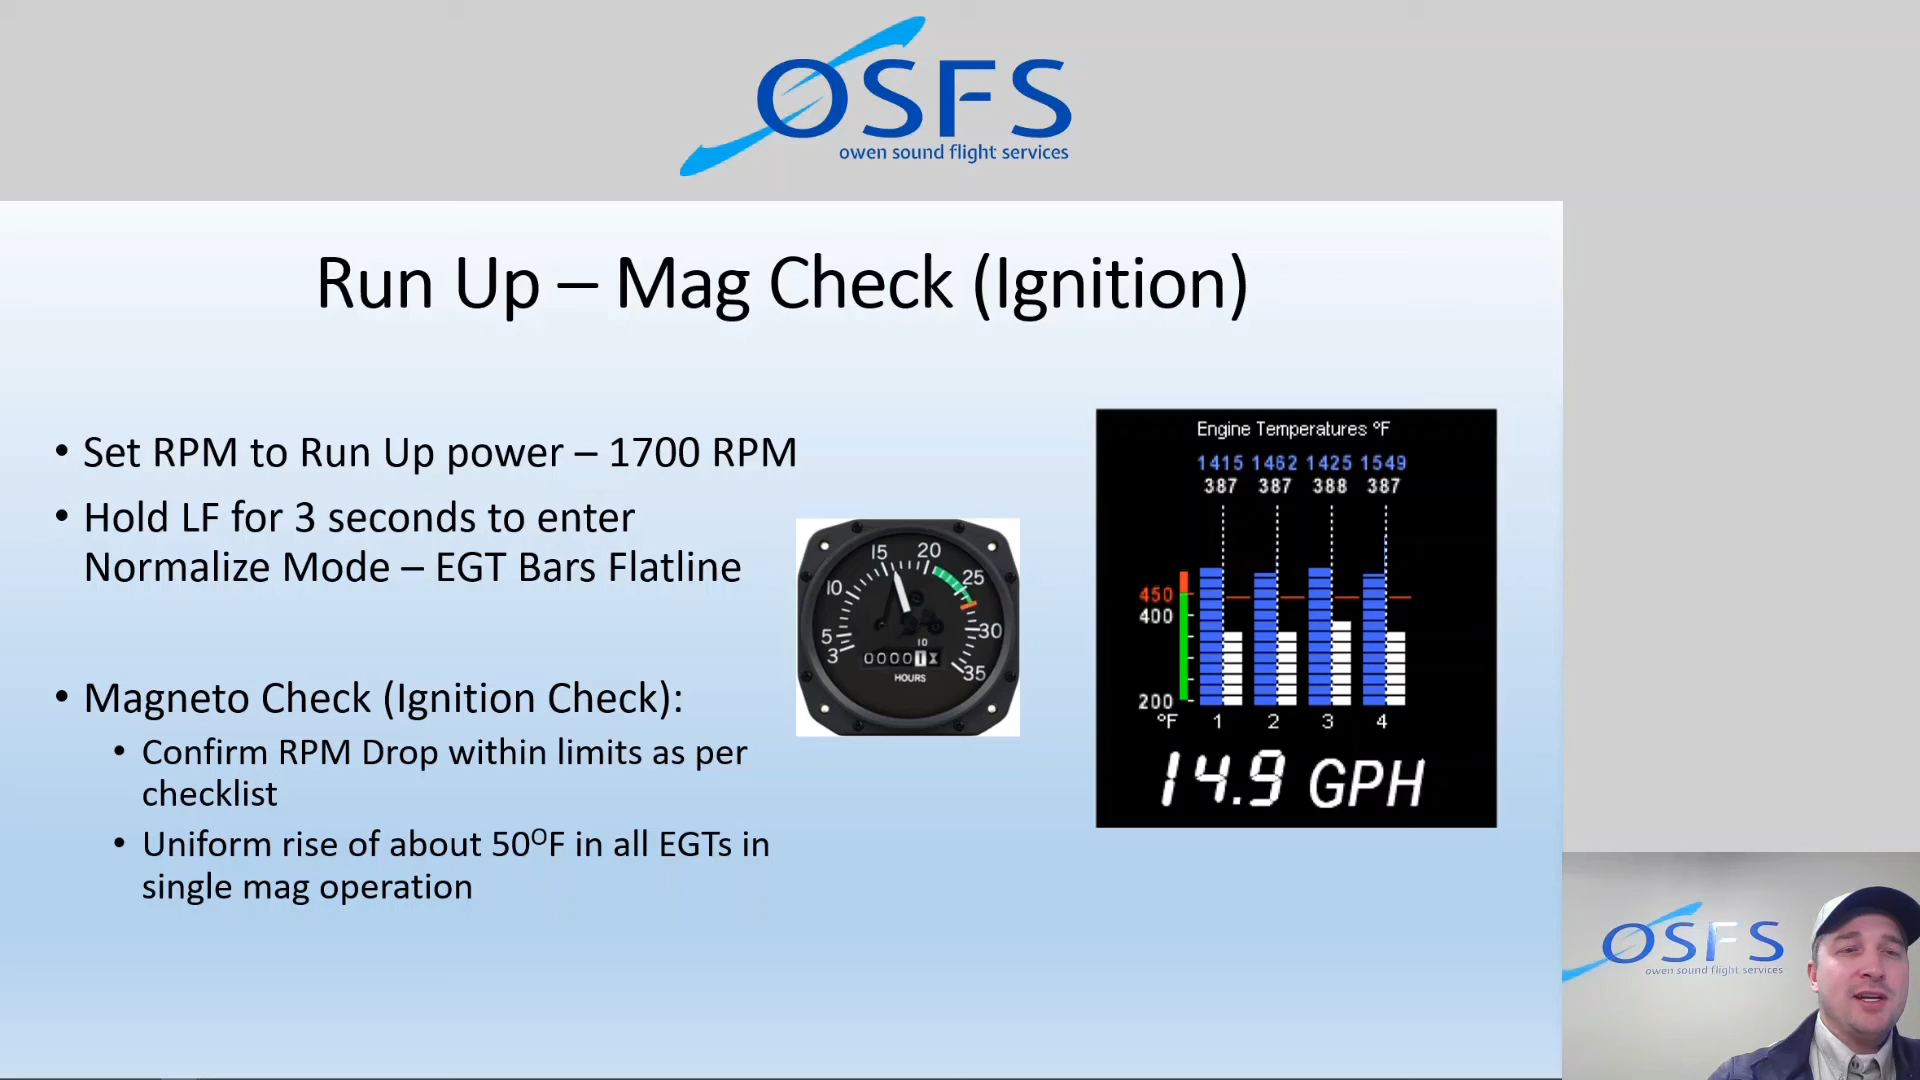 OSFS
owen sound flight services
Run Up – Mag Check (Ignition)
• Set RPM to Run Up power – 1700 RPM
• Hold LF for 3 seconds to enter
Normalize Mode – EGT Bars Flatline
• Magneto Check (Ignition Check):
• Confirm RPM Drop within limits as per
checklist
• Uniform rise of about 50ºF in all EGTs in
single mag operation
3 5 10 15 20 25 30 35
10
00001
HOURS
Engine Temperatures °F
1415 1462 1425 1549
387 387 388 387
450
400
200
°F 1 2 3 4
14.9 GPH
OSFS
owen sound flight services